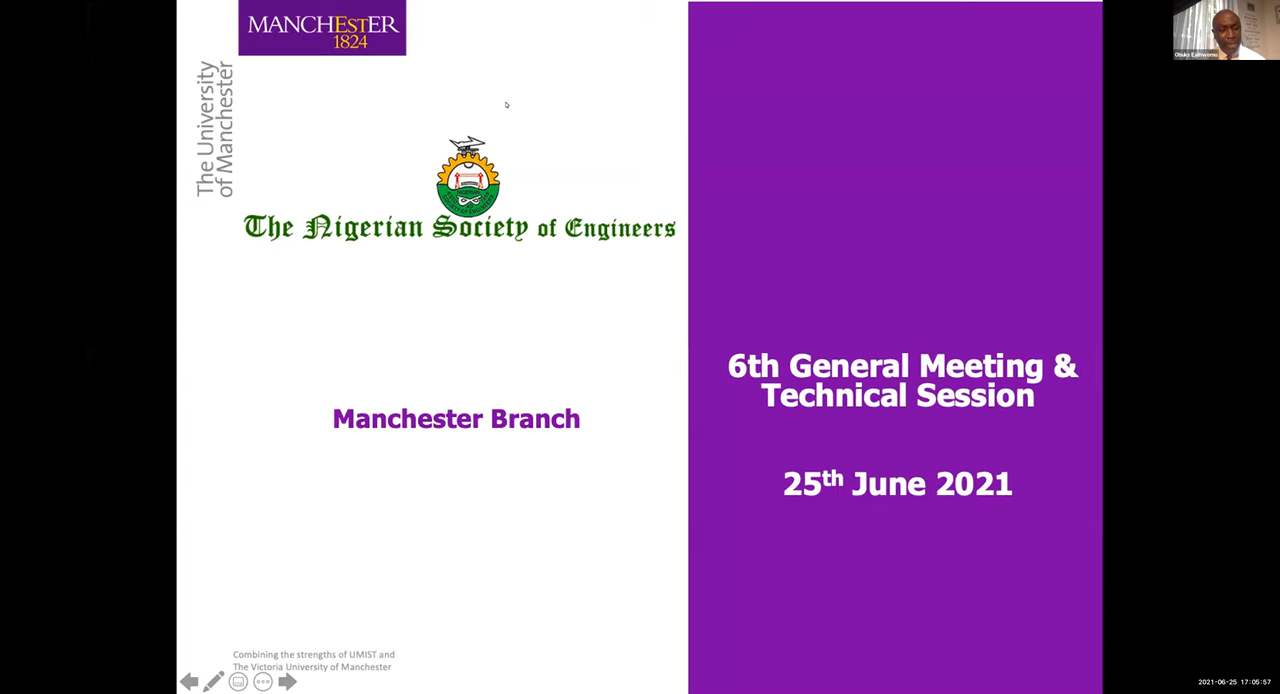 MANCHESTER
1824
The University
of Manchester
The Nigerian Society of Engineers
Manchester Branch
6th General Meeting &
Technical Session
25th June 2021
Combining the strengths of UMIST and
The Victoria University of Manchester
2021-06-25 17:05:57